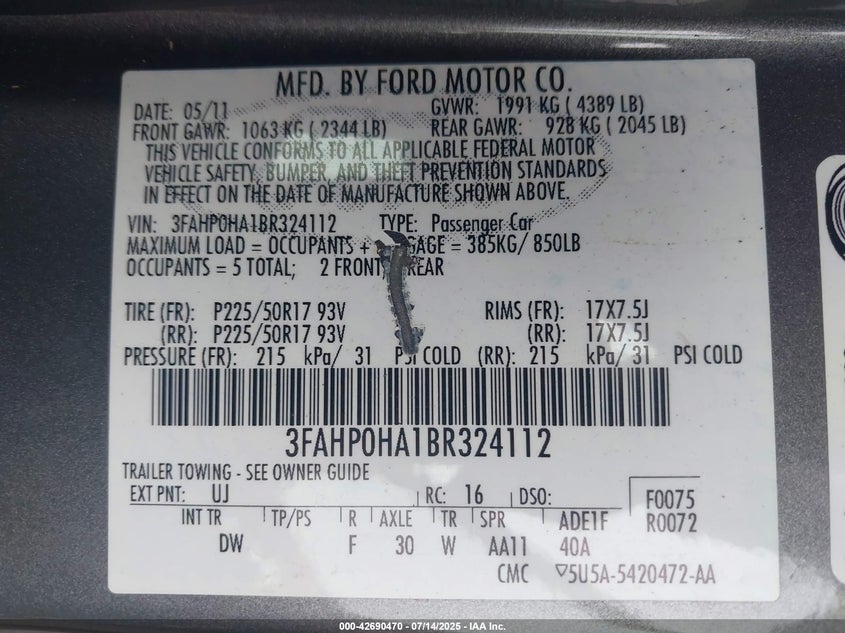 MFD. BY FORD MOTOR CO.
DATE: 05/11 GVWR: 1991 KG ( 4389 LB)
FRONT GAWR: 1063 KG ( 2344 LB) REAR GAWR: 928 KG ( 2045 LB)
THIS VEHICLE CONFORMS TO ALL APPLICABLE FEDERAL MOTOR
VEHICLE SAFETY, BUMPER, AND THEFT PREVENTION STANDARDS
IN EFFECT ON THE DATE OF MANUFACTURE SHOWN ABOVE.
VIN: 3FAHP0HA1BR324112 TYPE: Passenger Car
MAXIMUM LOAD = OCCUPANTS + GAGE = 385KG/ 850LB
OCCUPANTS = 5 TOTAL; 2 FRONT REAR
TIRE (FR): P225/50R17 93V RIMS (FR): 17X7.5J
(RR): P225/50R17 93V (RR): 17X7.5J
PRESSURE (FR): 215 kPa/ 31 PSI COLD (RR): 215 kPa/ 31 PSI COLD
3FAHP0HA1BR324112
TRAILER TOWING - SEE OWNER GUIDE
EXT PNT: UJ RC: 16 DSO: F0075
INT TR TP/PS R AXLE TR SPR ADE1F R0072
DW F 30 W AA11 40A
CMC 5U5A-5420472-AA
000-42690470 - 07/14/2025 - IAA Inc.